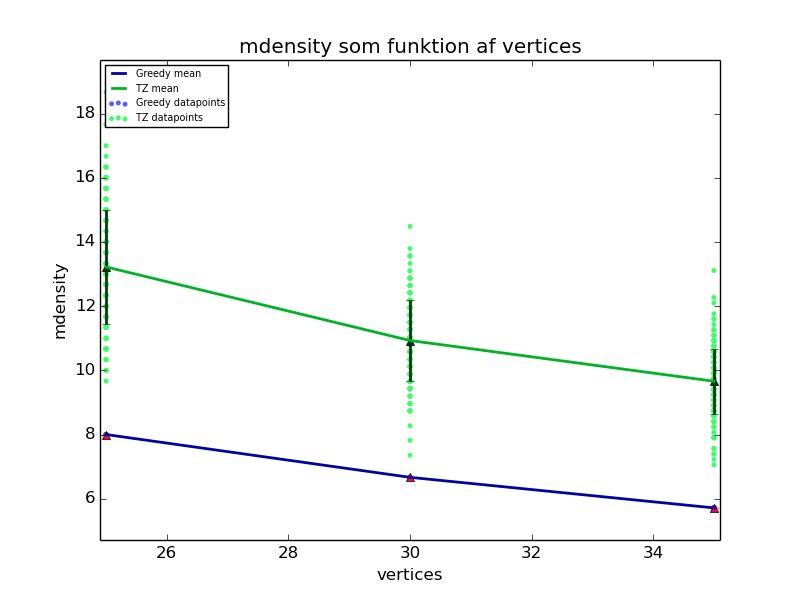 mdensity som funktion af vertices
Greedy mean
TZ mean
Greedy datapoints
TZ datapoints
18
16
14
12
10
8
6
mdensity
26
28
30
32
34
vertices